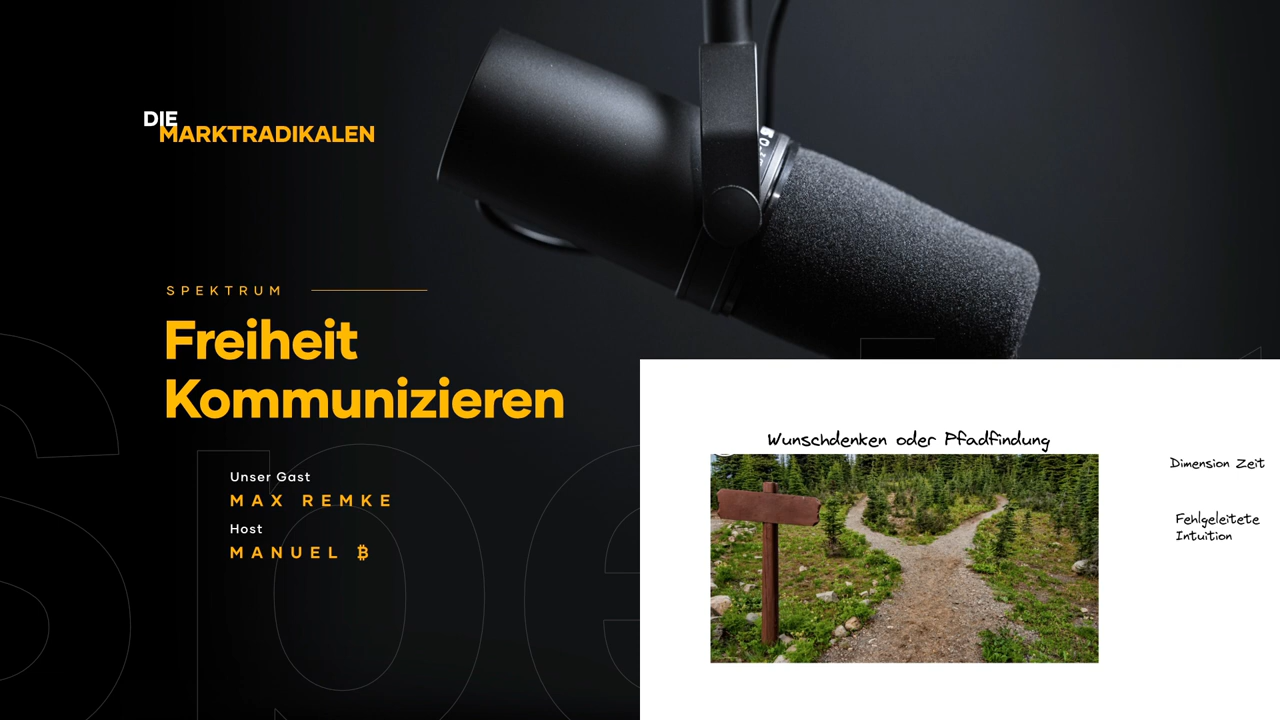 DIE
MARKTRADIKALEN
SPEKTRUM
Freiheit
Kommunizieren
Unser Gast
MAX REMKE
Host
MANUEL ₿
Wunschdenken oder Pfadfindung
Dimension Zeit
Fehlgeleitete
Intuition